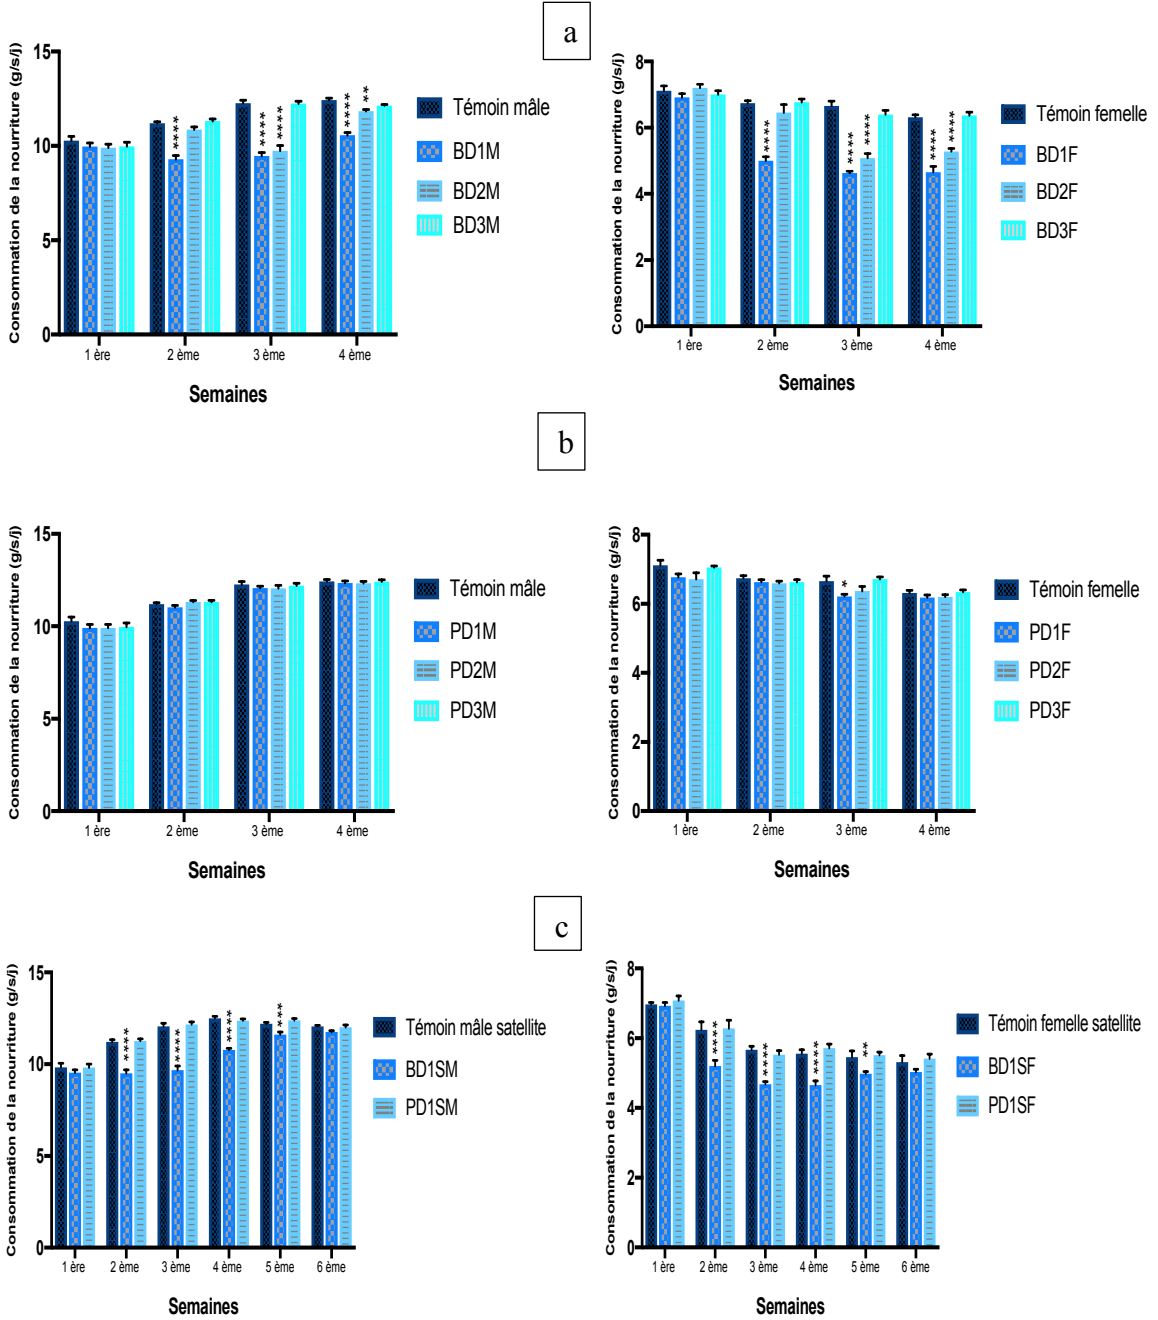 a
Consommation de la nourriture (g/s/j)
15
10
5
0
****
****
****
****
**
1 ère
2 ème
3 ème
4 ème
Semaines
Témoin mâle
BD1M
BD2M
BD3M
Consommation de la nourriture (g/s/j)
8
6
4
2
0
****
****
****
****
****
1 ère
2 ème
3 ème
4 ème
Semaines
Témoin femelle
BD1F
BD2F
BD3F
b
Consommation de la nourriture (g/s/j)
15
10
5
0
1 ère
2 ème
3 ème
4 ème
Semaines
Témoin mâle
PD1M
PD2M
PD3M
Consommation de la nourriture (g/s/j)
8
6
4
2
0
*
1 ère
2 ème
3 ème
4 ème
Semaines
Témoin femelle
PD1F
PD2F
PD3F
c
Consommation de la nourriture (g/s/j)
15
10
5
0
****
****
****
***
1 ère
2 ème
3 ème
4 ème
5 ème
6 ème
Semaines
Témoin mâle satellite
BD1SM
PD1SM
Consommation de la nourriture (g/s/j)
8
6
4
2
0
****
****
****
**
1 ère
2 ème
3 ème
4 ème
5 ème
6 ème
Semaines
Témoin femelle satellite
BD1SF
PD1SF